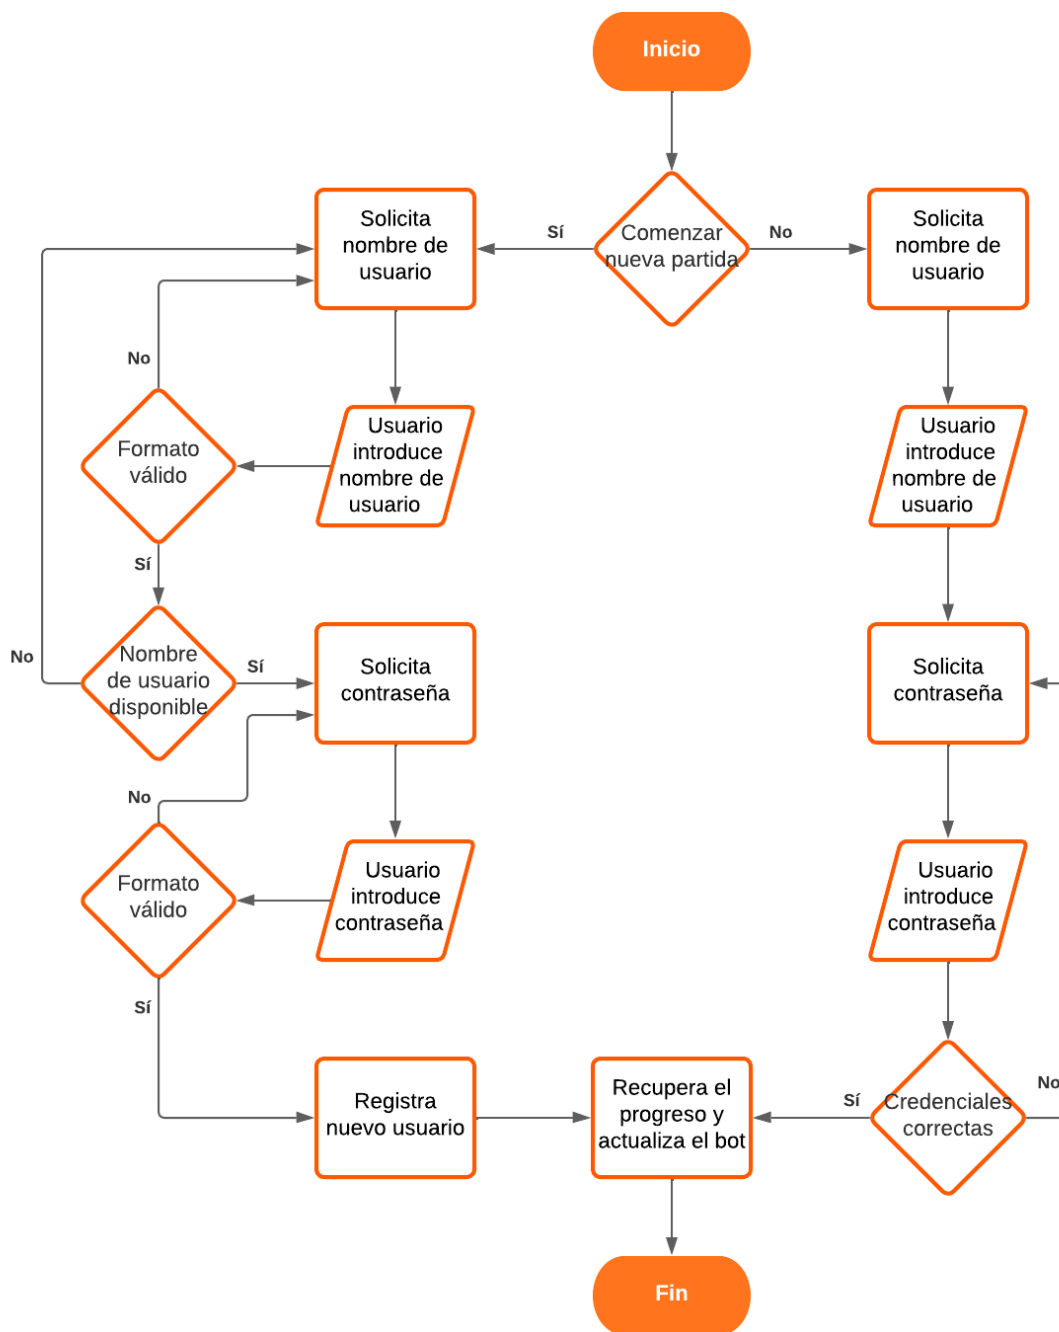 Inicio
Solicita
nombre de
usuario
Sí
Comenzar
nueva partida
No
Solicita
nombre de
usuario
No
Formato
válido
Usuario
introduce
nombre de
usuario
Usuario
introduce
nombre de
usuario
Sí
No
Nombre
de usuario
disponible
Sí
Solicita
contraseña
Solicita
contraseña
No
Formato
válido
Usuario
introduce
contraseña
Usuario
introduce
contraseña
Sí
Registra
nuevo usuario
Recupera el
progreso y
actualiza el bot
Sí
Credenciales
correctas
No
Fin